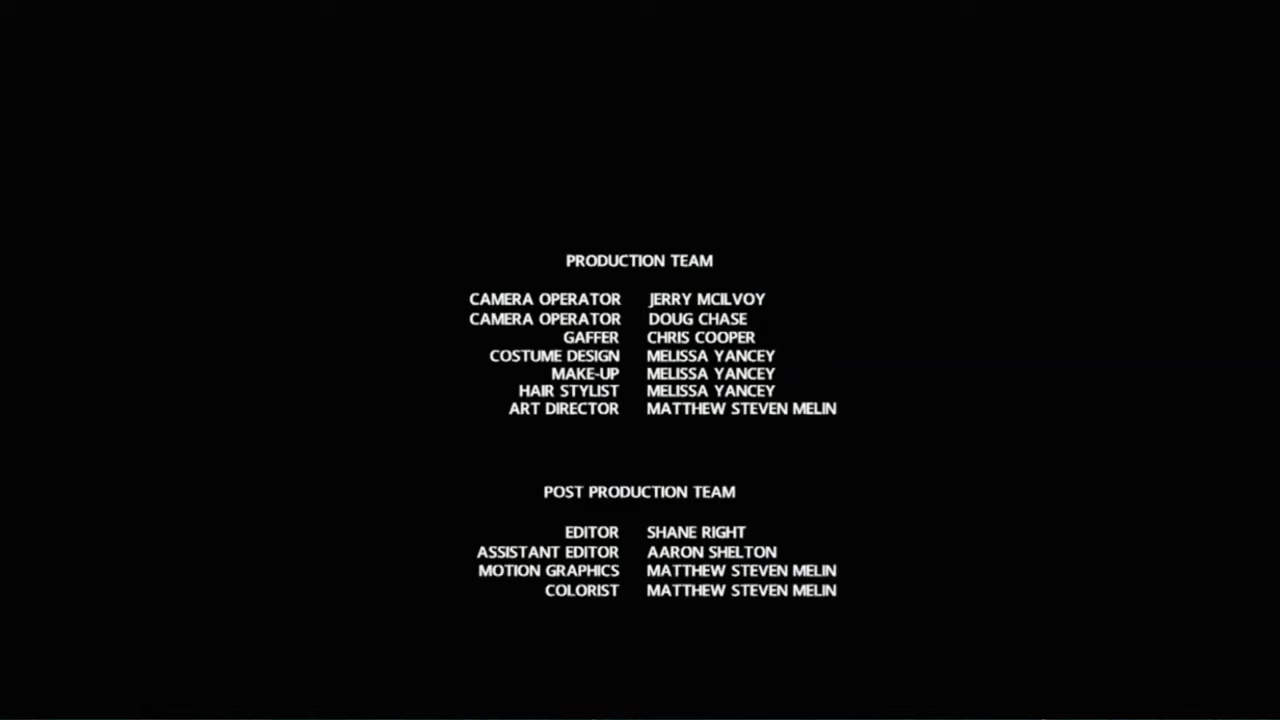 PRODUCTION TEAM
CAMERA OPERATOR JERRY MCILVOY
CAMERA OPERATOR DOUG CHASE
GAFFER CHRIS COOPER
COSTUME DESIGN MELISSA YANCEY
MAKE-UP MELISSA YANCEY
HAIR STYLIST MELISSA YANCEY
ART DIRECTOR MATTHEW STEVEN MELIN
POST PRODUCTION TEAM
EDITOR SHANE RIGHT
ASSISTANT EDITOR AARON SHELTON
MOTION GRAPHICS MATTHEW STEVEN MELIN
COLORIST MATTHEW STEVEN MELIN